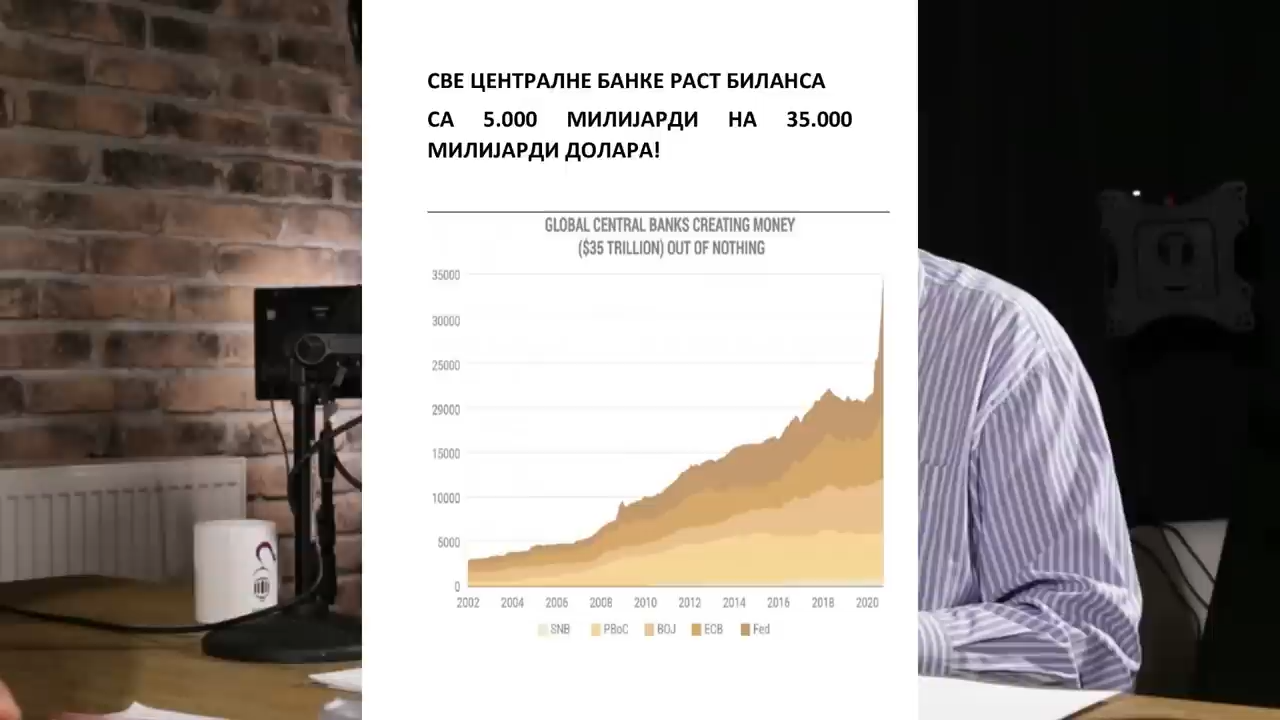 СВЕ ЦЕНТРАЛНЕ БАНКЕ РАСТ БИЛАНСА
СА 5.000 МИЛИЈАРДИ НА 35.000
МИЛИЈАРДИ ДОЛАРА!
GLOBAL CENTRAL BANKS CREATING MONEY
($35 TRILLION) OUT OF NOTHING
35000
30000
25000
29000
15000
10000
5000
0
2002 2004 2006 2008 2010 2012 2014 2016 2018 2020
SNB PBoC BOJ ECB Fed